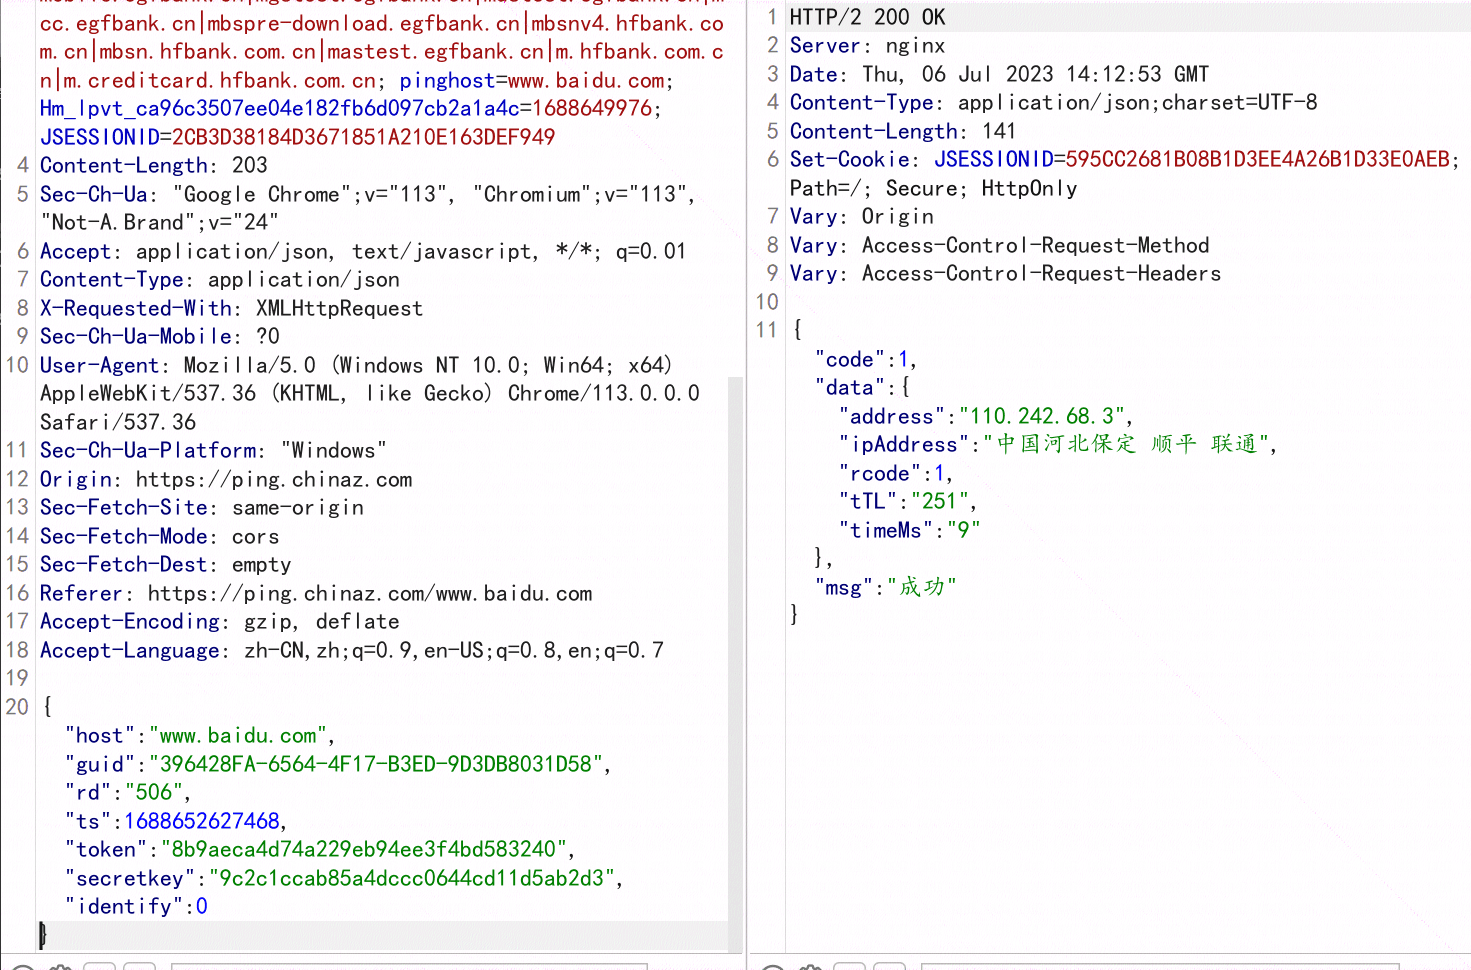 cc.egfbank.cn|mbspre-download.egfbank.cn|mbsnv4.hfbank.co
m.cn|mbsn.hfbank.com.cn|mastest.egfbank.cn|m.hfbank.com.c
n|m.creditcard.hfbank.com.cn; pinghost=www.baidu.com;
Hm_lpvt_ca96c3507ee04e182fb6d097cb2a1a4c=1688649976;
JSESSIONID=2CB3D38184D3671851A210E163DEF949
4 Content-Length: 203
5 Sec-Ch-Ua: "Google Chrome";v="113", "Chromium";v="113",
"Not-A.Brand";v="24"
6 Accept: application/json, text/javascript, */*; q=0.01
7 Content-Type: application/json
8 X-Requested-With: XMLHttpRequest
9 Sec-Ch-Ua-Mobile: ?0
10 User-Agent: Mozilla/5.0 (Windows NT 10.0; Win64; x64)
AppleWebKit/537.36 (KHTML, like Gecko) Chrome/113.0.0.0
Safari/537.36
11 Sec-Ch-Ua-Platform: "Windows"
12 Origin: https://ping.chinaz.com
13 Sec-Fetch-Site: same-origin
14 Sec-Fetch-Mode: cors
15 Sec-Fetch-Dest: empty
16 Referer: https://ping.chinaz.com/www.baidu.com
17 Accept-Encoding: gzip, deflate
18 Accept-Language: zh-CN,zh;q=0.9,en-US;q=0.8,en;q=0.7
19
20 {
"host":"www.baidu.com",
"guid":"396428FA-6564-4F17-B3ED-9D3DB8031D58",
"rd":"506",
"ts":1688652627468,
"token":"8b9aeca4d74a229eb94ee3f4bd583240",
"secretkey":"9c2c1ccab85a4dccc0644cd11d5ab2d3",
"identify":0
}
1 HTTP/2 200 OK
2 Server: nginx
3 Date: Thu, 06 Jul 2023 14:12:53 GMT
4 Content-Type: application/json;charset=UTF-8
5 Content-Length: 141
6 Set-Cookie: JSESSIONID=595CC2681B08B1D3EE4A26B1D33E0AEB;
Path=/; Secure; HttpOnly
7 Vary: Origin
8 Vary: Access-Control-Request-Method
9 Vary: Access-Control-Request-Headers
10
11 {
"code":1,
"data":{
"address":"110.242.68.3",
"ipAddress":"中国河北保定 顺平 联通",
"rcode":1,
"tTL":"251",
"timeMs":"9"
},
"msg":"成功"
}